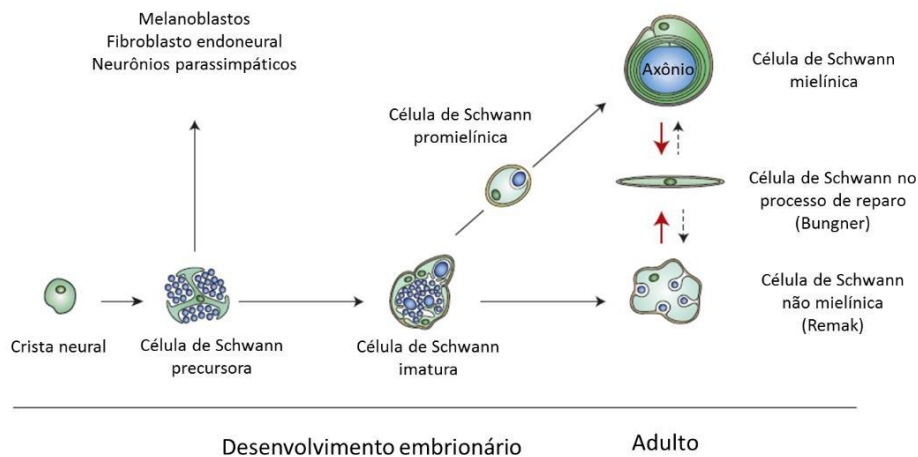 Melanoblastos
Fibroblasto endoneural
Neurônios parassimpáticos
Célula de Schwann
promielínica
Axônio
Célula de Schwann
mielínica
Célula de Schwann no
processo de reparo
(Bungner)
Célula de Schwann
não mielínica
(Remak)
Crista neural
Célula de Schwann
precursora
Célula de Schwann
imatura
Desenvolvimento embrionário
Adulto